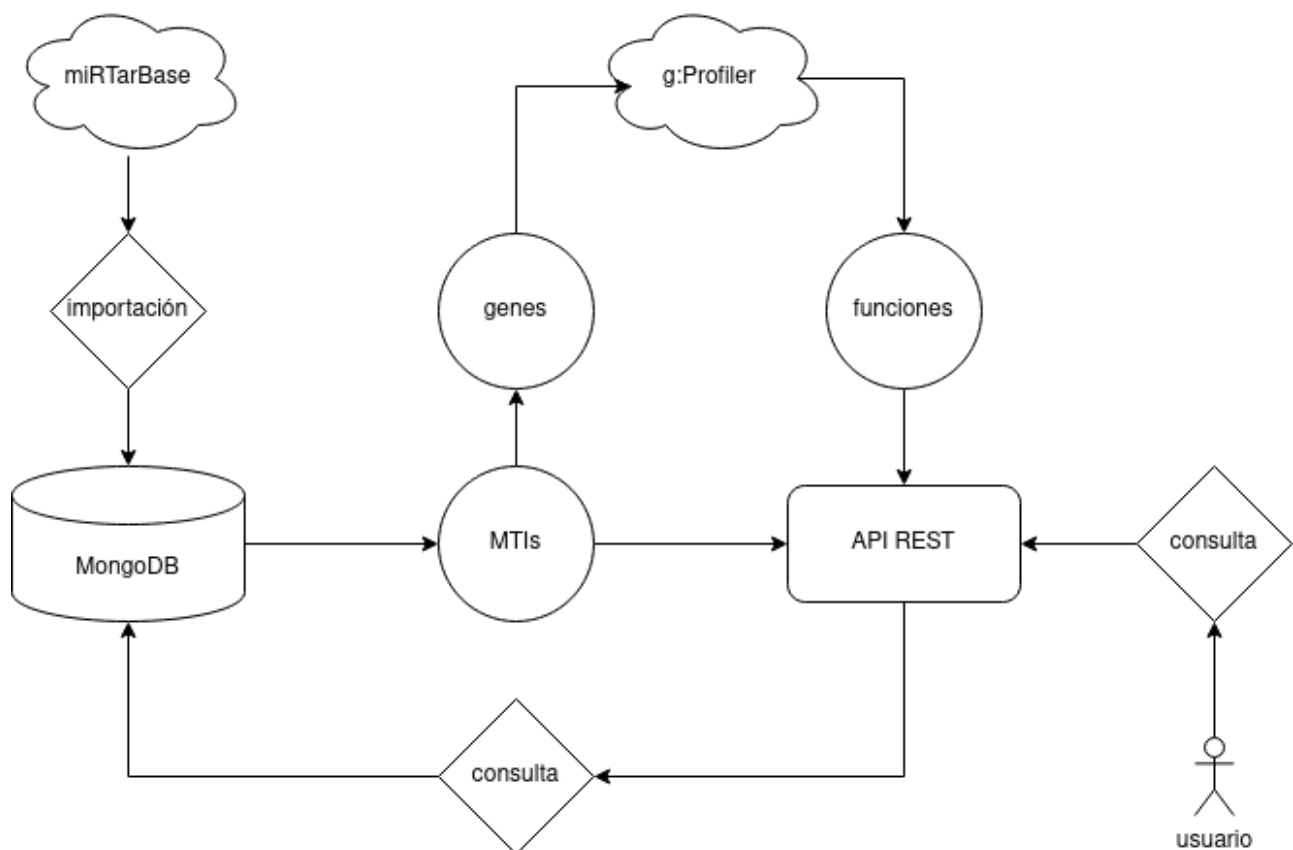 miRTarBase
g:Profiler
importación
genes
funciones
MongoDB
MTIs
API REST
consulta
consulta
usuario